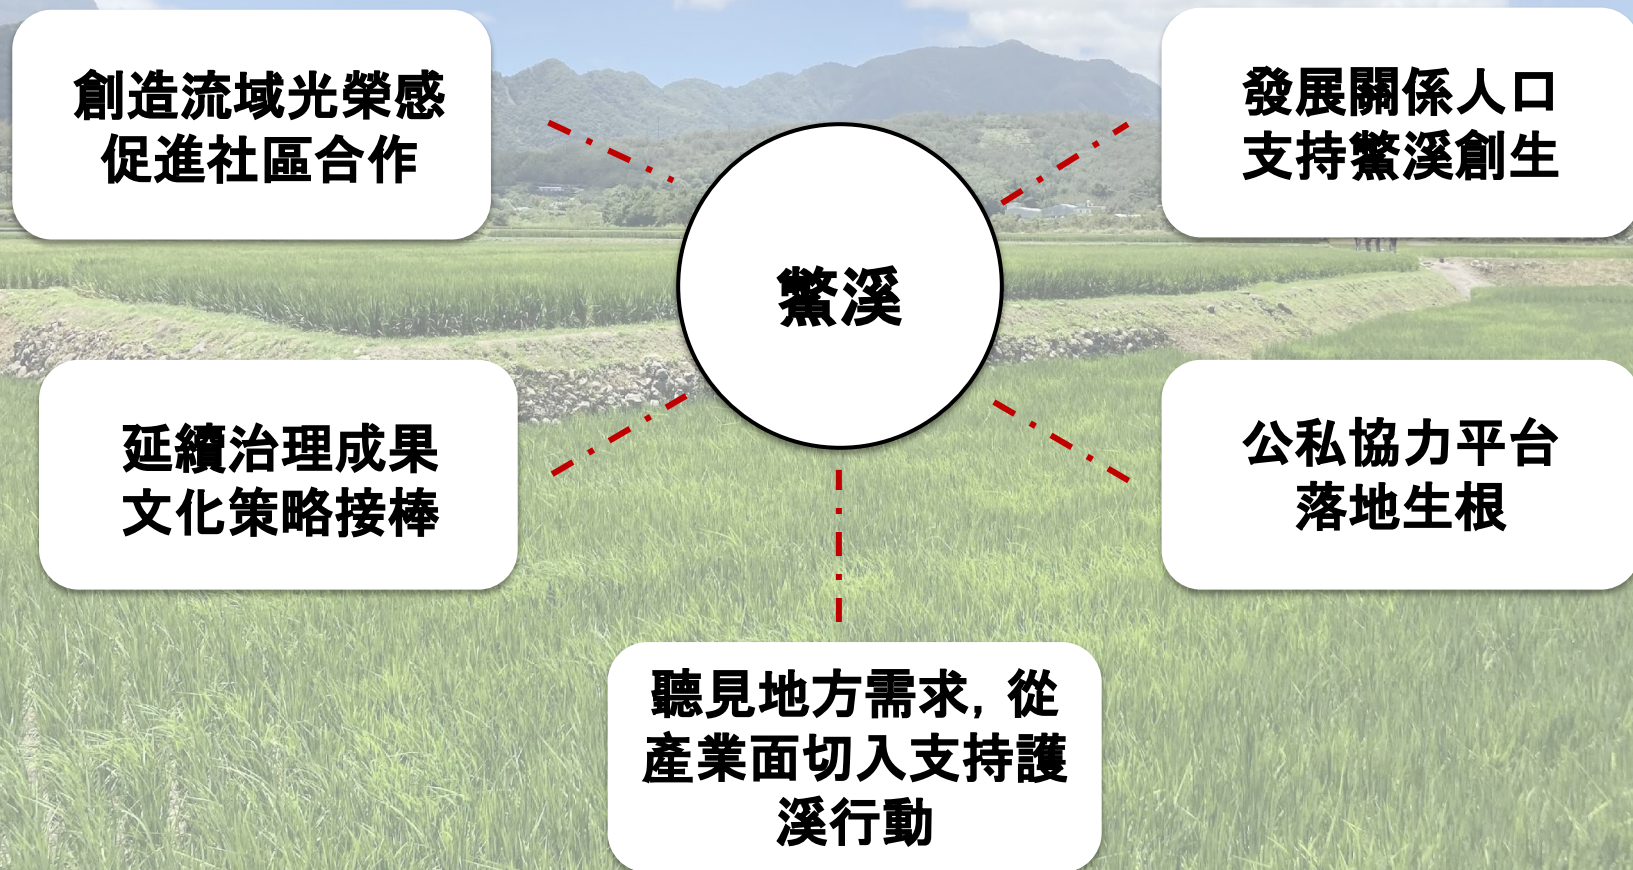 創造流域光榮感
促進社區合作
發展關係人口
支持鱉溪創生
鱉溪
延續治理成果
文化策略接棒
公私協力平台
落地生根
聽見地方需求, 從
產業面切入支持護
溪行動